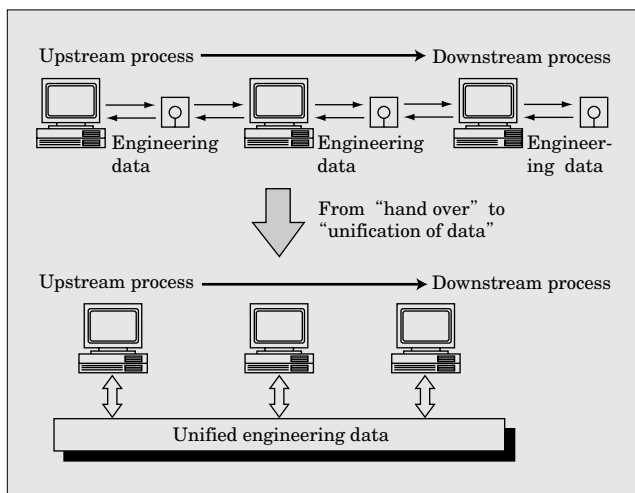 Upstream process Downstream process
Engineering Engineering Engineer-
data data ing data
From “hand over” to
“unification of data”
Upstream process Downstream process
Unified engineering data